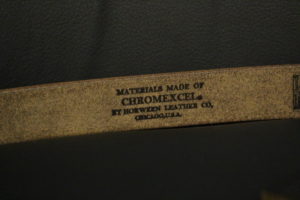 MATERIALS MADE OF
CHROMEXCEL®
BY HORWEEN LEATHER CO,
CHICAGO,U.S.A.